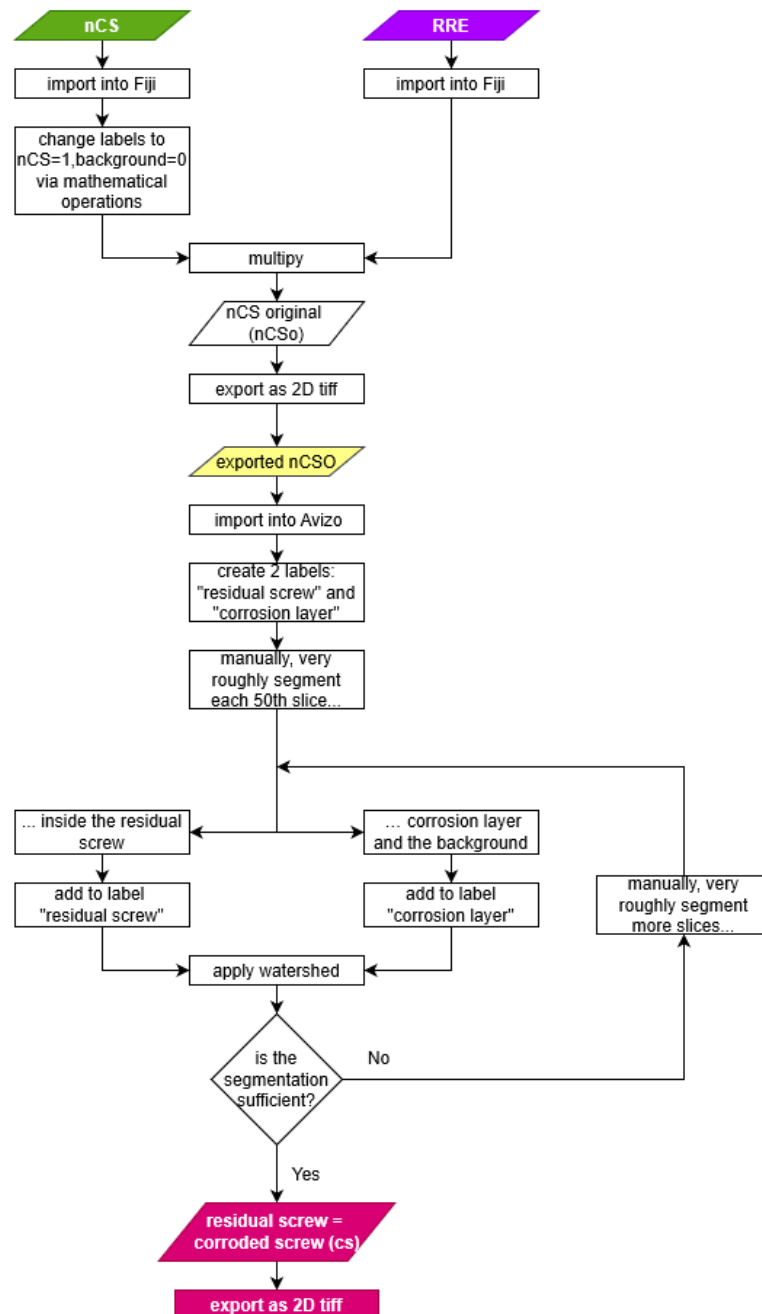 nCS
RRE
import into Fiji
import into Fiji
change labels to
nCS=1,background=0
via mathematical
operations
multipy
nCS original
(nCSo)
export as 2D tiff
exported nCSO
import into Avizo
create 2 labels:
"residual screw" and
"corrosion layer"
manually, very
roughly segment
each 50th slice...
... inside the residual
screw
... corrosion layer
and the background
add to label
"residual screw"
add to label
"corrosion layer"
manually, very
roughly segment
more slices...
apply watershed
is the
segmentation
sufficient?
No
Yes
residual screw =
corroded screw (cs)
export as 2D tiff